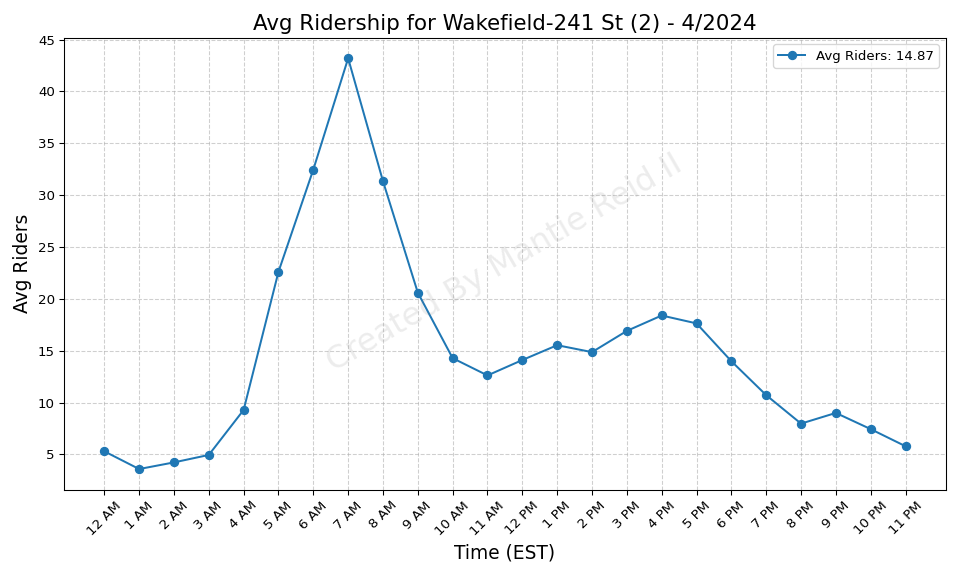 Avg Ridership for Wakefield-241 St (2) - 4/2024
Avg Riders: 14.87
45
40
35
30
25
20
15
10
5
Avg Riders
Created By Mantie Reid II
12 AM
1 AM
2 AM
3 AM
4 AM
5 AM
6 AM
7 AM
8 AM
9 AM
10 AM
11 AM
12 PM
1 PM
2 PM
3 PM
4 PM
5 PM
6 PM
7 PM
8 PM
9 PM
10 PM
11 PM
Time (EST)